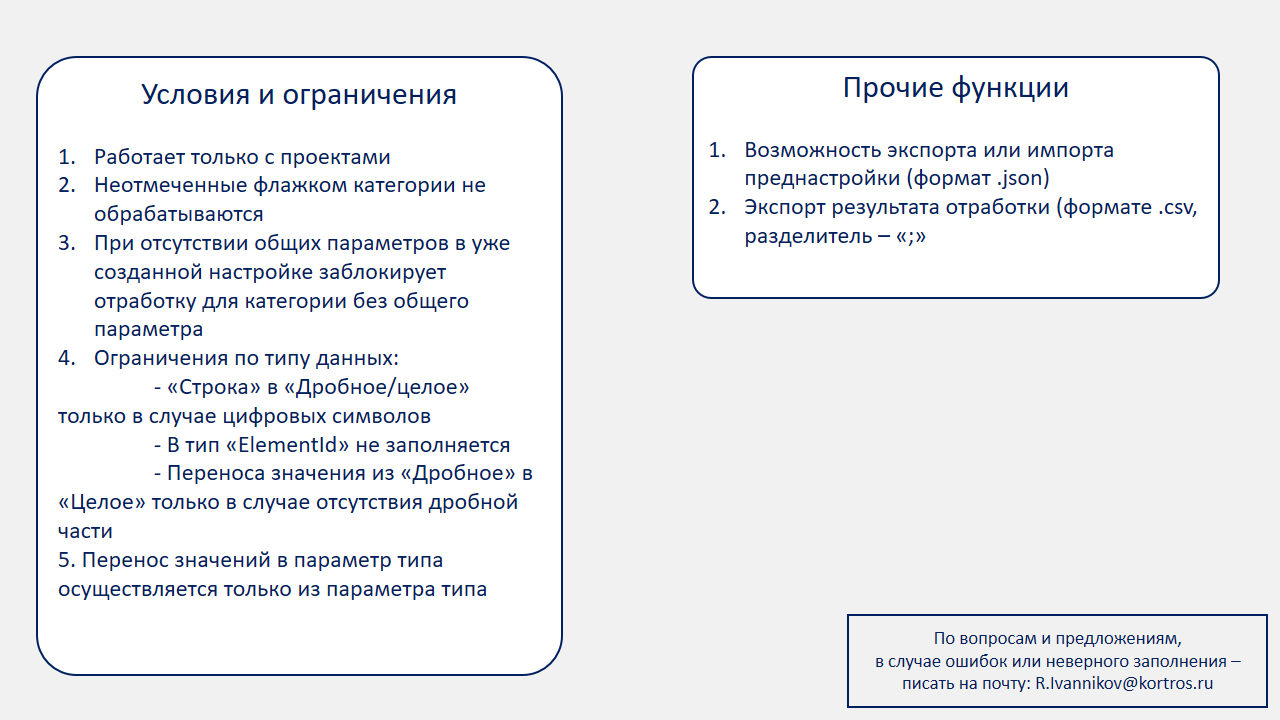 Условия и ограничения
1. Работает только с проектами
2. Неотмеченные флажком категории не
обрабатываются
3. При отсутствии общих параметров в уже
созданной настройке заблокирует
отработку для категории без общего
параметра
4. Ограничения по типу данных:
- «Строка» в «Дробное/целое»
только в случае цифровых символов
- В тип «ElementId» не заполняется
- Переноса значения из «Дробное» в
«Целое» только в случае отсутствия дробной
части
5. Перенос значений в параметр типа
осуществляется только из параметра типа
Прочие функции
1. Возможность экспорта или импорта
преднастройки (формат .json)
2. Экспорт результата отработки (формате .csv,
разделитель – «;»
По вопросам и предложениям,
в случае ошибок или неверного заполнения –
писать на почту: R.Ivannikov@kortros.ru